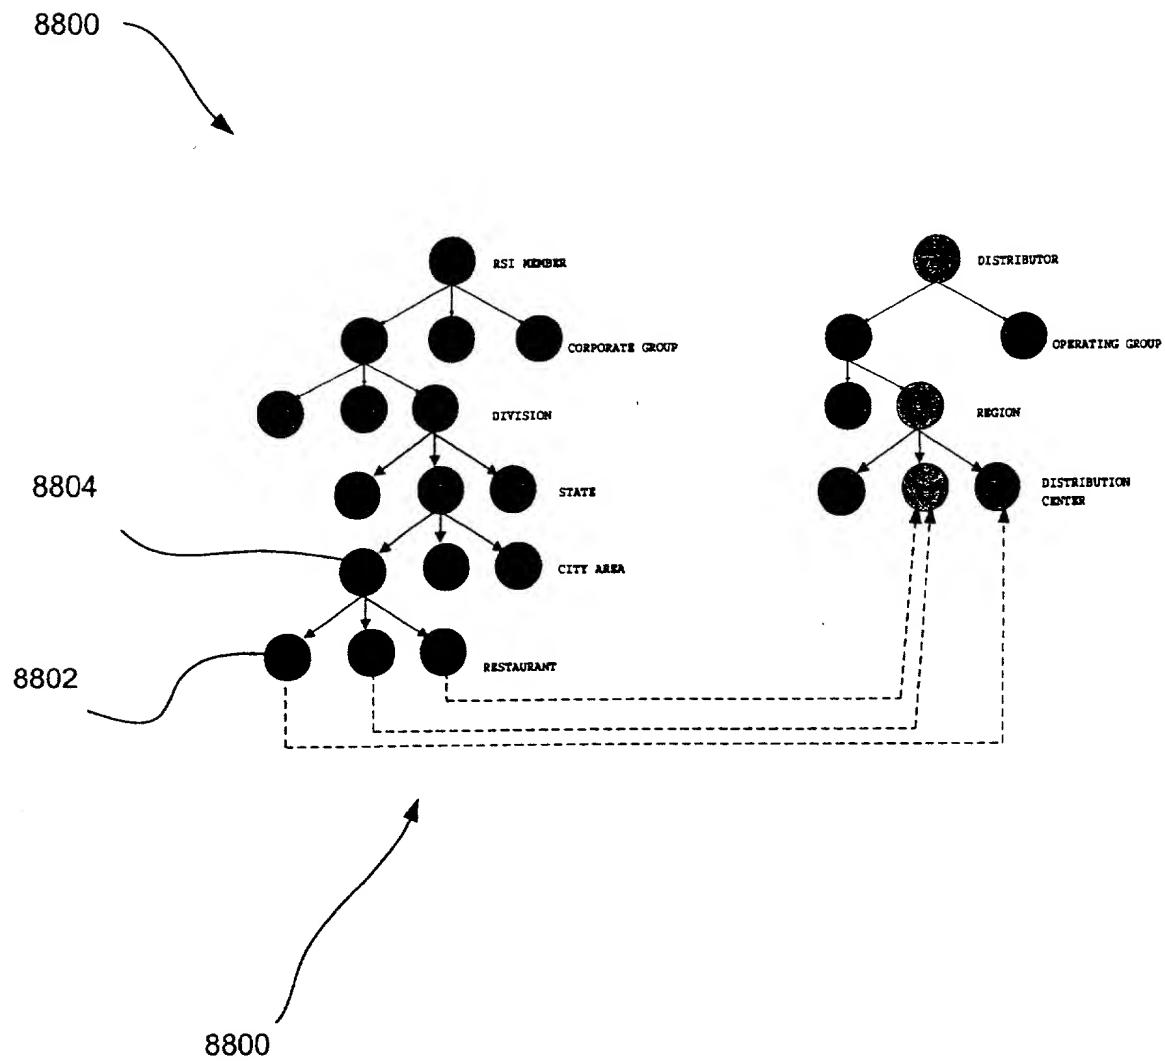 8800
RSI MEMBER
DISTRIBUTOR
CORPORATE GROUP
OPERATING GROUP
DIVISION
REGION
8804
STATE
DISTRIBUTION
CENTER
CITY AREA
RESTAURANT
8802
8800